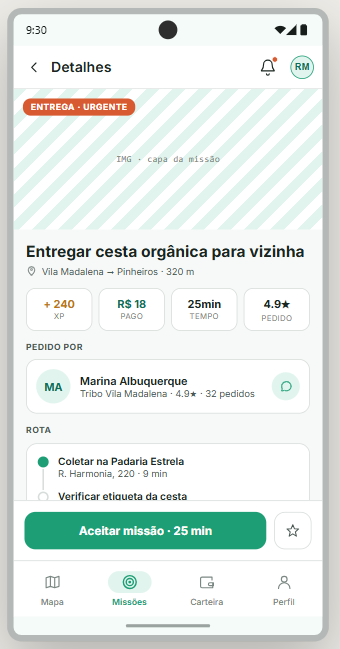 9:30
Detalhes
RM
ENTREGA · URGENTE
IMG · capa da missão
Entregar cesta orgânica para vizinha
Vila Madalena → Pinheiros · 320 m
+ 240
XP
R$ 18
PAGO
25min
TEMPO
4.9★
PEDIDO
PEDIDO POR
MA
Marina Albuquerque
Tribo Vila Madalena · 4.9★ · 32 pedidos
ROTA
Coletar na Padaria Estrela
R. Harmonia, 220 · 9 min
Verificar etiqueta da cesta
Aceitar missão · 25 min
Mapa
Missões
Carteira
Perfil